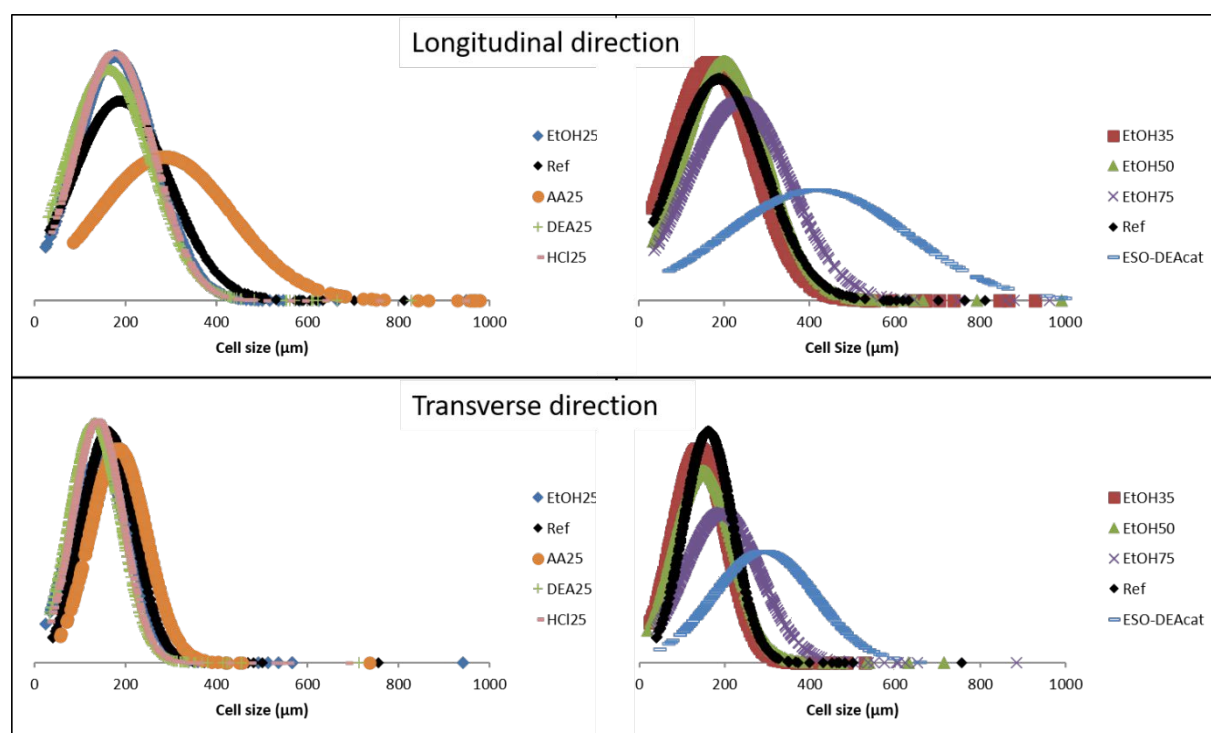 Longitudinal direction
EtOH25
Ref
AA25
DEA25
HCl25
0 200 400 600 800 1000
Cell size (µm)
EtOH35
EtOH50
EtOH75
Ref
ESO-DEAcat
0 200 400 600 800 1000
Cell Size (µm)
Transverse direction
EtOH25
Ref
AA25
DEA25
HCl25
0 200 400 600 800 1000
Cell size (µm)
EtOH35
EtOH50
EtOH75
Ref
ESO-DEAcat
0 200 400 600 800 1000
Cell size (µm)